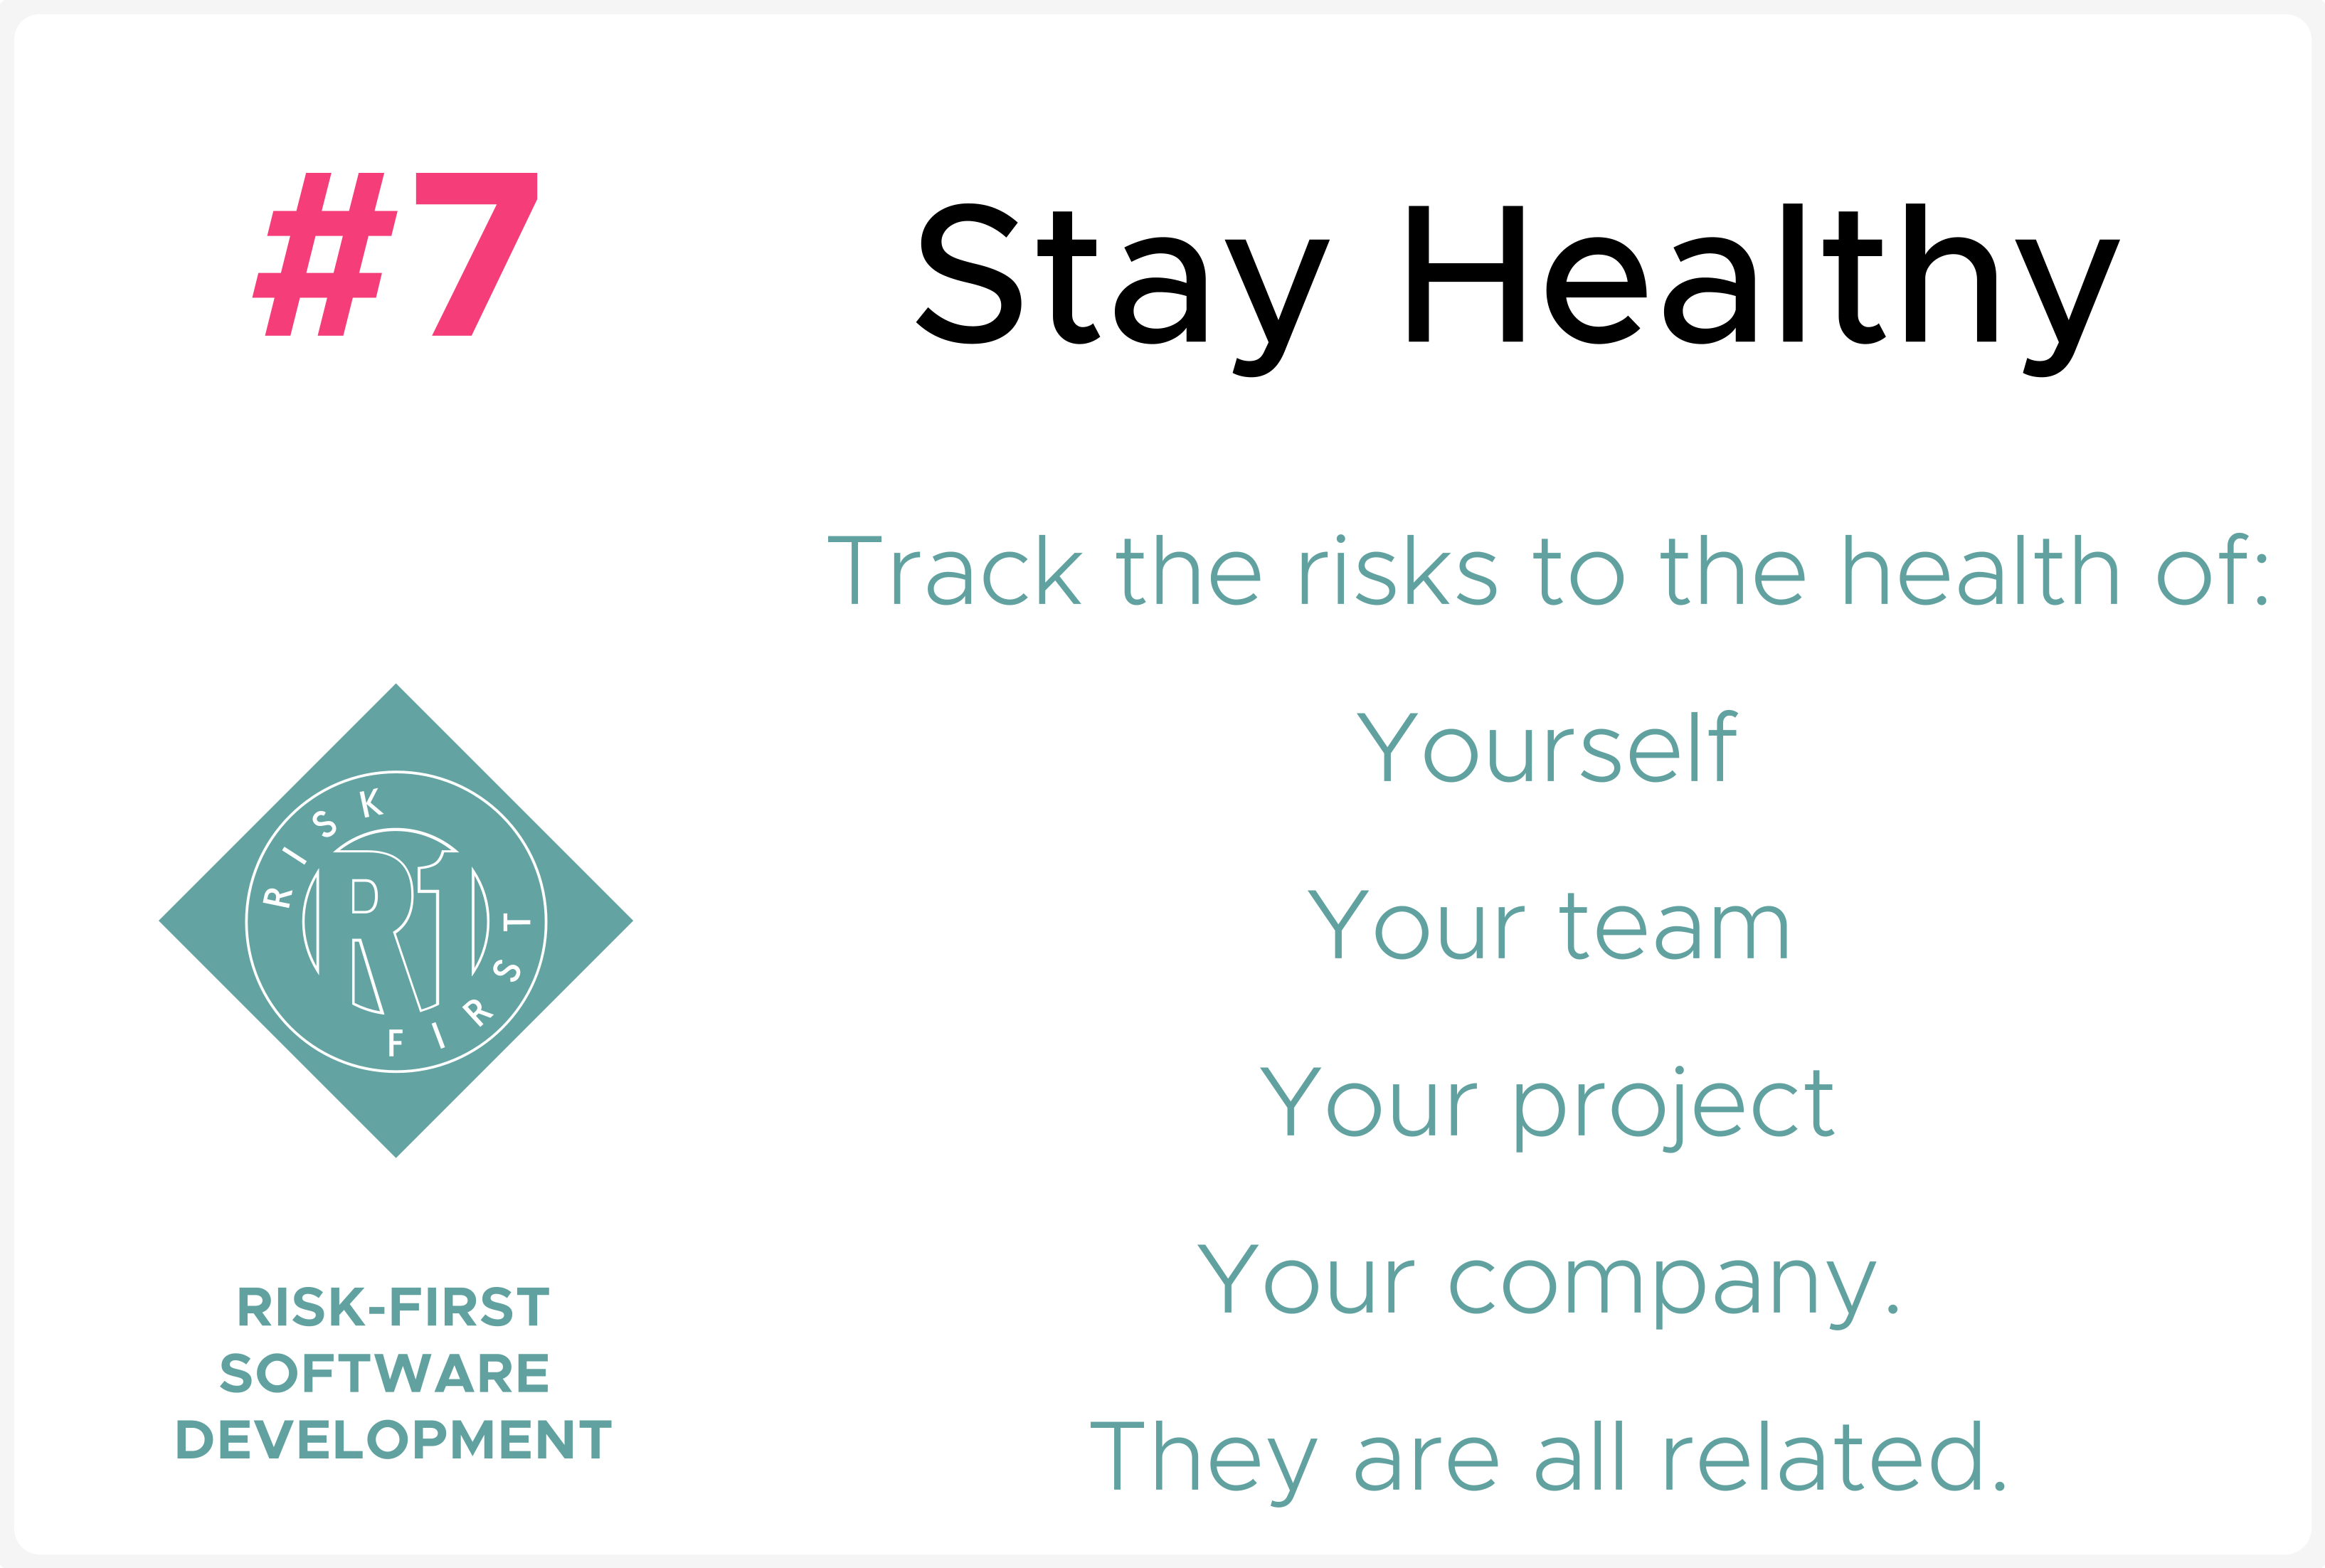 #7
Stay Healthy
Track the risks to the health of:
Yourself
Your team
Your project
Your company.
They are all related.
RISK
R1
FIRST
RISK-FIRST
SOFTWARE
DEVELOPMENT